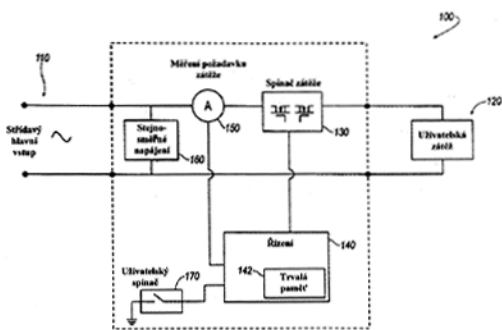 100
110
Měření požadavku
zátěže
Spínač zátěže
120
A
150
130
Střídavý
hlavní
vstup
Stejno-
směrné
napájení
160
Uživatelská
zátěž
Řízení
140
142
Trvalá
paměť
Uživatelský
spínač
170